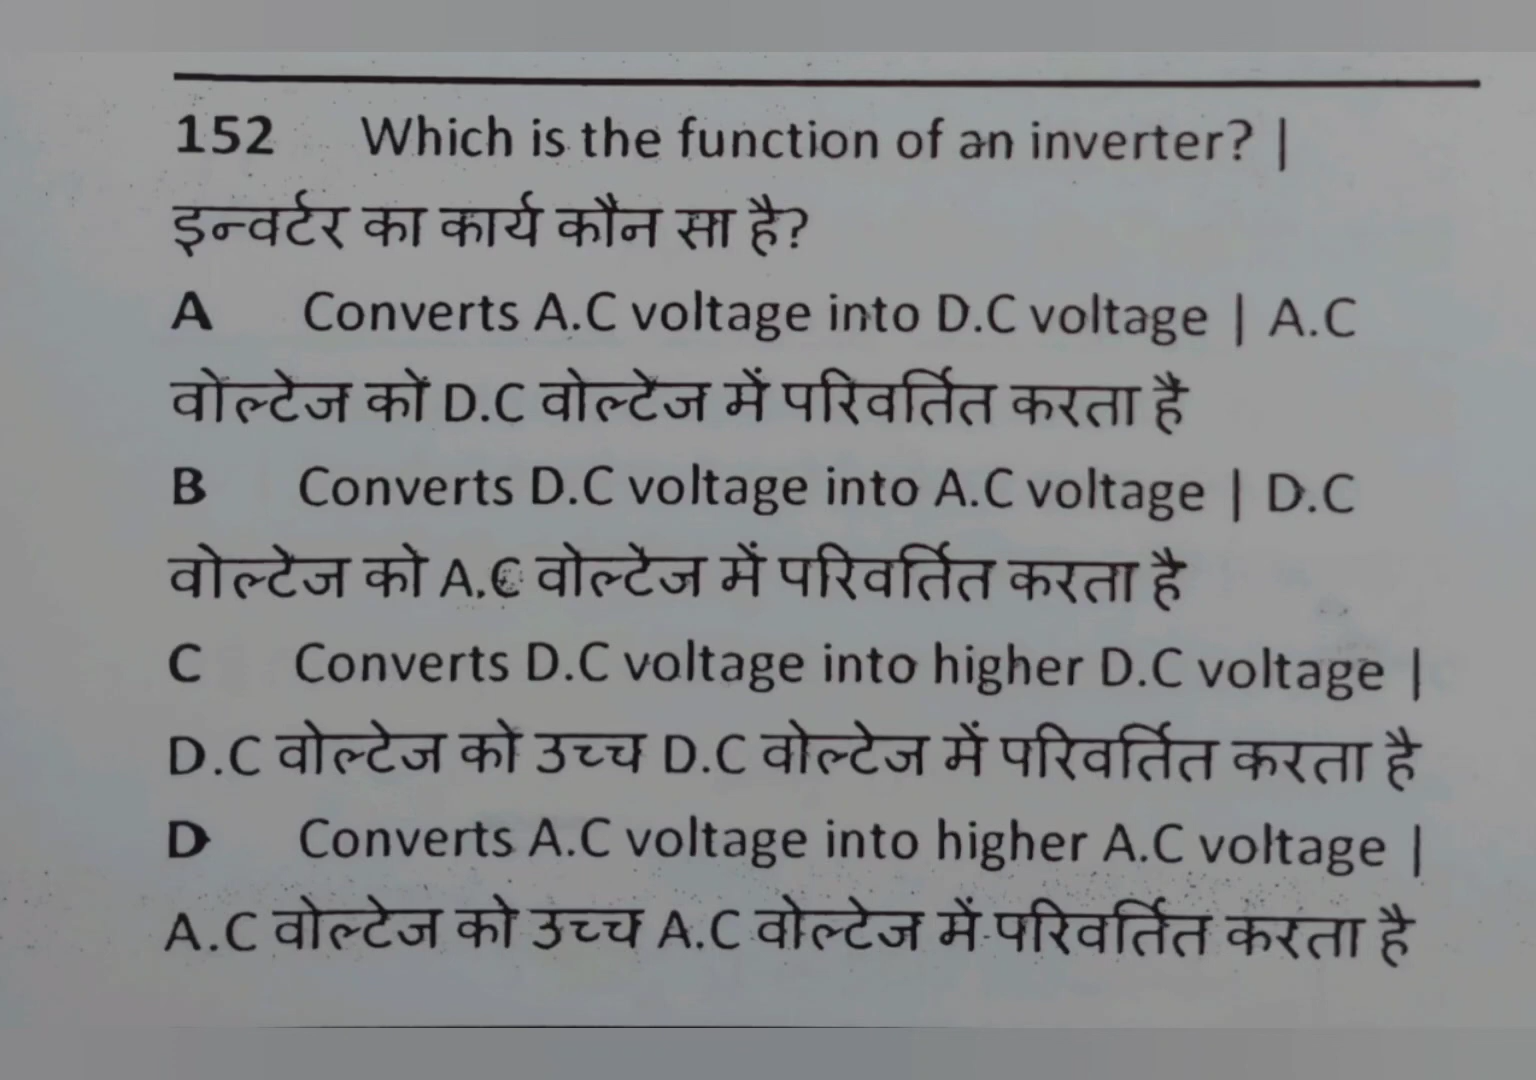 152 Which is the function of an inverter? |
इन्वर्टर का कार्य कौन सा है?
A Converts A.C voltage into D.C voltage | A.C
वोल्टेज को D.C वोल्टेज में परिवर्तित करता है
B Converts D.C voltage into A.C voltage | D.C
वोल्टेज को A.C वोल्टेज में परिवर्तित करता है
C Converts D.C voltage into higher D.C voltage |
D.C वोल्टेज को उच्च D.C वोल्टेज में परिवर्तित करता है
D Converts A.C voltage into higher A.C voltage |
A.C वोल्टेज को उच्च A.C वोल्टेज में परिवर्तित करता है